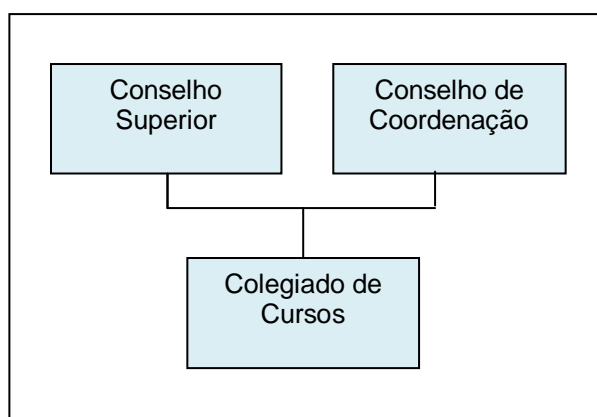 Conselho
Superior
Conselho de
Coordenação
Colegiado de
Cursos